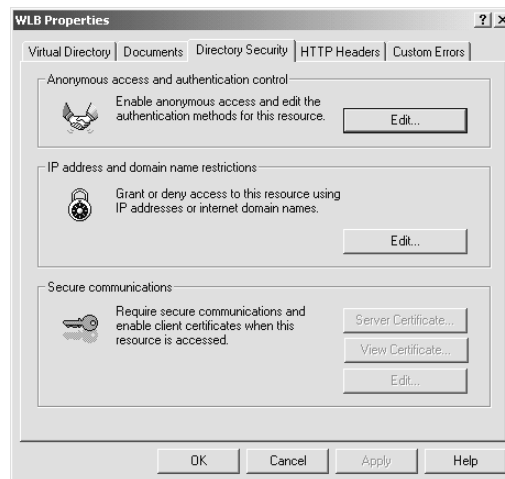 WLB Properties
Virtual Directory Documents Directory Security HTTP Headers Custom Errors
Anonymous access and authentication control
Enable anonymous access and edit the
authentication methods for this resource.
Edit...
IP address and domain name restrictions
Grant or deny access to this resource using
IP addresses or internet domain names.
Edit...
Secure communications
Require secure communications and
enable client certificates when this
resource is accessed.
Server Certificate...
View Certificate...
Edit...
OK Cancel Apply Help